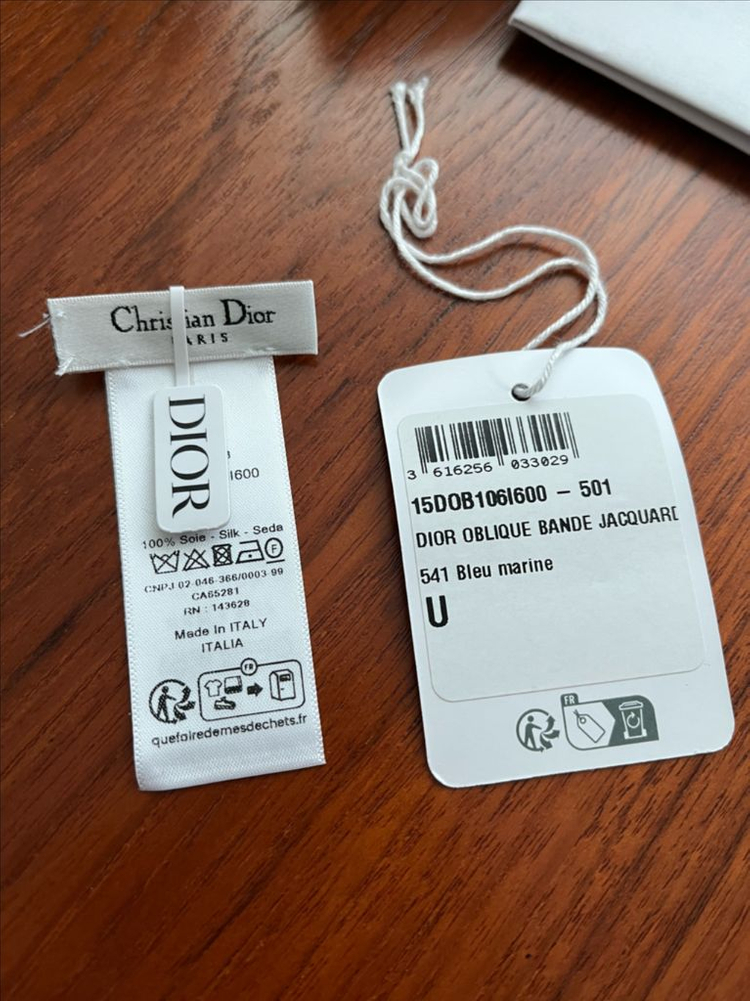 Christian Dior
PARIS
DIOR
I600
100% Soie - Silk - Seda
F
CNPJ 02-046-366/0003-99
CA65281
RN : 143628
Made In ITALY
ITALIA
FR
quefairedemesdechets.fr
3 616256 033029
15DOB106I600 – 501
DIOR OBLIQUE BANDE JACQUARD
541 Bleu marine
U
FR